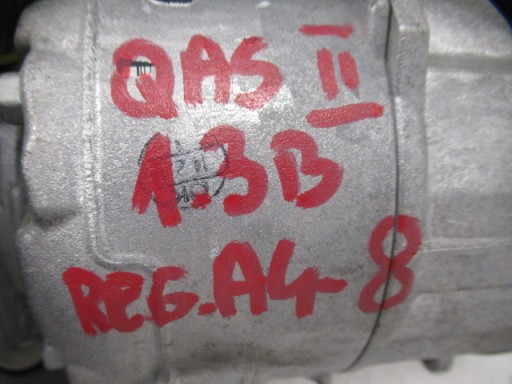 QAS II
1.3B
REG.A4-8